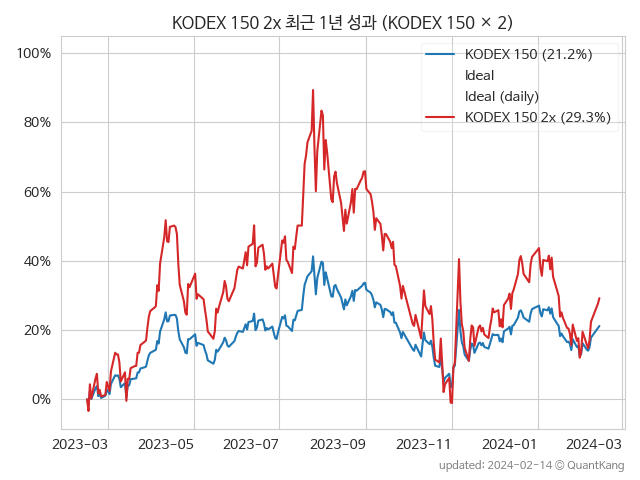 KODEX 150 2x 최근 1년 성과 (KODEX 150 × 2)
100%
80%
60%
40%
20%
0%
KODEX 150 (21.2%)
Ideal
Ideal (daily)
KODEX 150 2x (29.3%)
2023−03
2023−05
2023−07
2023−09
2023−11
2024−01
2024−03
updated: 2024−02−14 © QuantKang